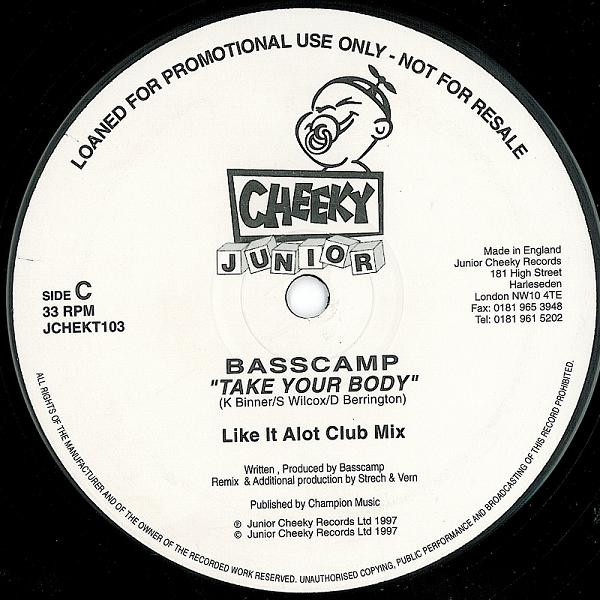 LOANED FOR PROMOTIONAL USE ONLY - NOT FOR RESALE
CHEEKY
JUNIOR
Made in England
Junior Cheeky Records
181 High Street
Harleseden
London NW10 4TE
Fax: 0181 965 3948
Tel: 0181 961 5202
SIDE C
33 RPM
JCHEKT103
BASSCAMP
"TAKE YOUR BODY"
(K Binner/S Wilcox/D Berrington)
Like It Alot Club Mix
Written , Produced by Basscamp
Remix & Additional production by Strech & Vern
Published by Champion Music
℗ Junior Cheeky Records Ltd 1997
© Junior Cheeky Records Ltd 1997
ALL RIGHTS OF THE MANUFACTURER AND OF THE OWNER OF THE RECORDED WORK RESERVED. UNAUTHORISED COPYING, PUBLIC PERFORMANCE AND BROADCASTING OF THIS RECORD PROHIBITED.